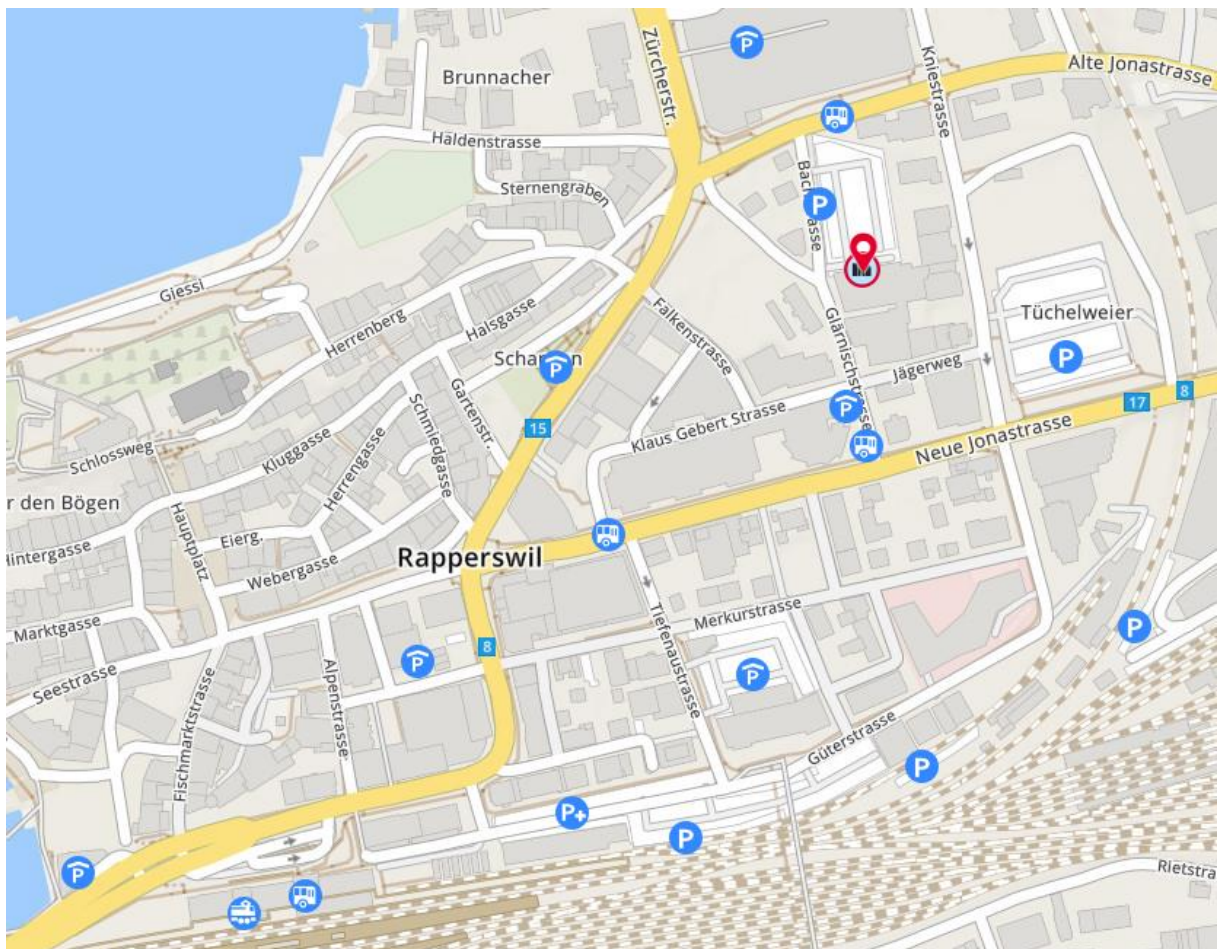 Zürcherstr.
Kniestrasse
Alte Jonastrasse
Brunnacher
Haldenstrasse
Sternengraben
P
Giessi
Tüchelweier
Herrenberg
Halsgasse
Falkenstrasse
Glärnischstrasse
P
Jägerweg
17
8
Gartenstr.
Schmiedgasse
15
Klaus Gebert Strasse
Neue Jonastrasse
Schlossweg
Kluggasse
Herrengasse
r den Bögen
Hauptplatz
Eierg.
Hintergasse
Rapperswil
Webergasse
Marktgasse
Merkurstrasse
Tiefenaustrasse
8
P
Seestrasse
Alpenstrasse
Fischmarktstrasse
Güterstrasse
P
P+
P
Rietstra